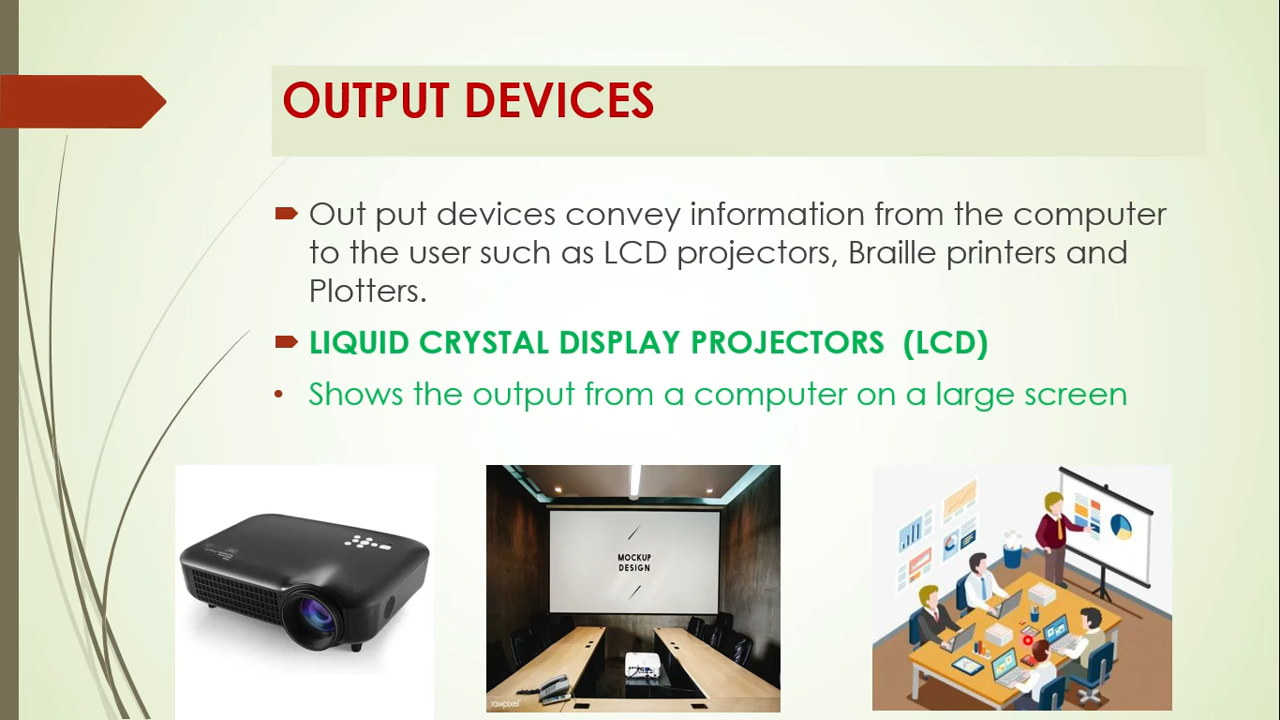 OUTPUT DEVICES
Out put devices convey information from the computer
to the user such as LCD projectors, Braille printers and
Plotters.
LIQUID CRYSTAL DISPLAY PROJECTORS (LCD)
Shows the output from a computer on a large screen
MOCKUP
DESIGN
rawpixel